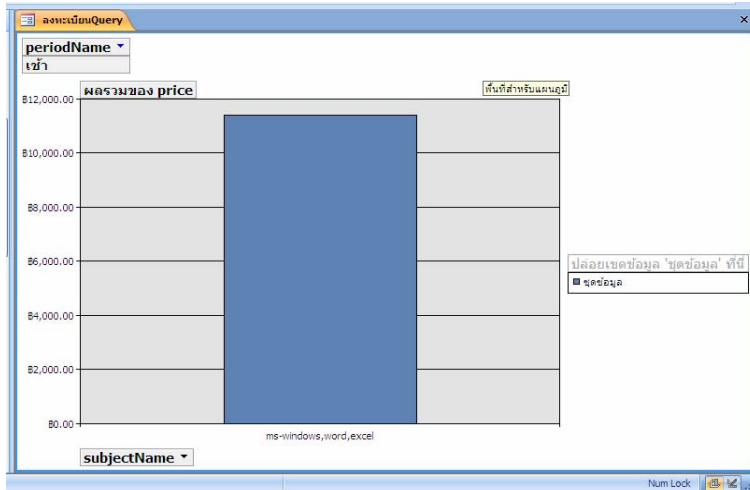 ลงทะเบียนQuery
periodName
เช้า
ผลรวมของ price
พื้นที่สำหรับแผนภูมิ
฿12,000.00
฿10,000.00
฿8,000.00
฿6,000.00
฿4,000.00
฿2,000.00
฿0.00
ปล่อยเขตข้อมูล 'ชุดข้อมูล' ที่นี่
ชุดข้อมูล
ms-windows,word,excel
subjectName
Num Lock